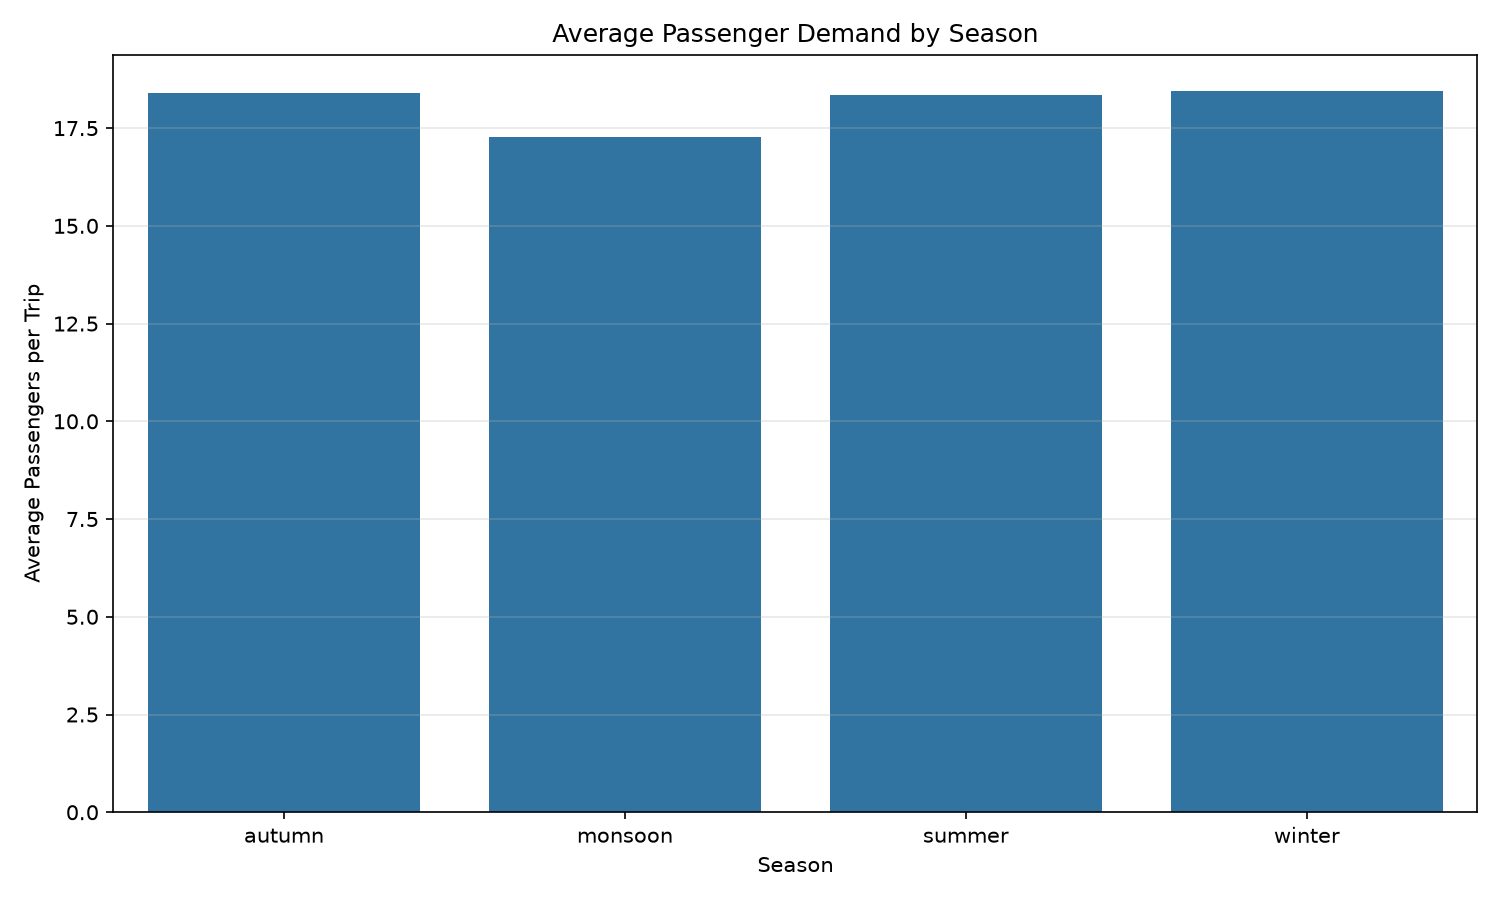 Average Passenger Demand by Season
Average Passengers per Trip
17.5
15.0
12.5
10.0
7.5
5.0
2.5
0.0
autumn monsoon summer winter
Season